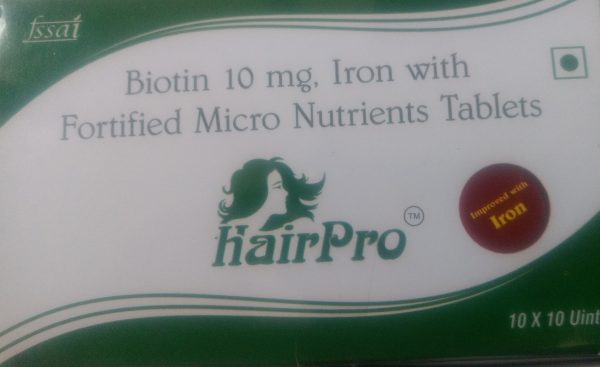 fssai
Biotin 10 mg, Iron with
Fortified Micro Nutrients Tablets
HairPro TM
Improved with
Iron
10 X 10 Uint